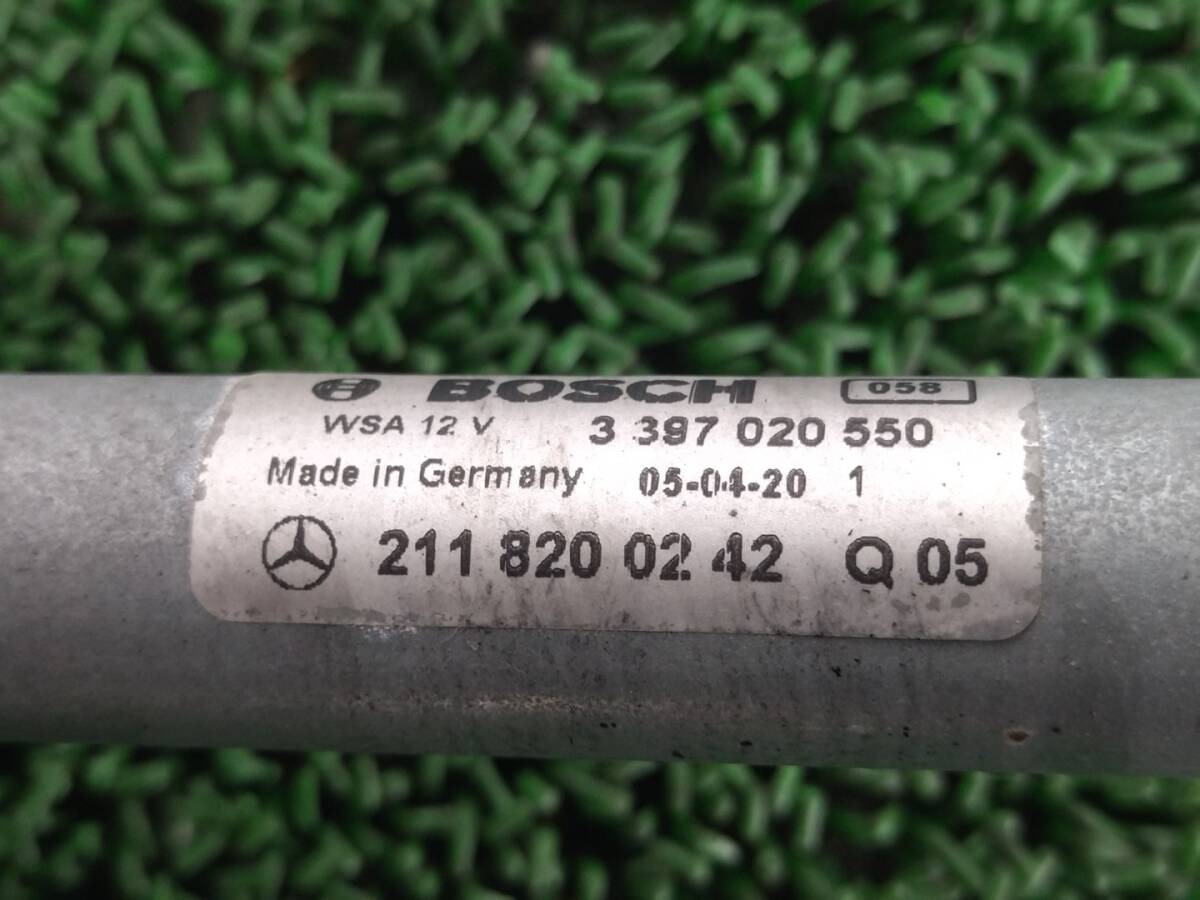 BOSCH 058
WSA 12 V 3 397 020 550
Made in Germany 05-04-20 1
211 820 02 42 Q 05